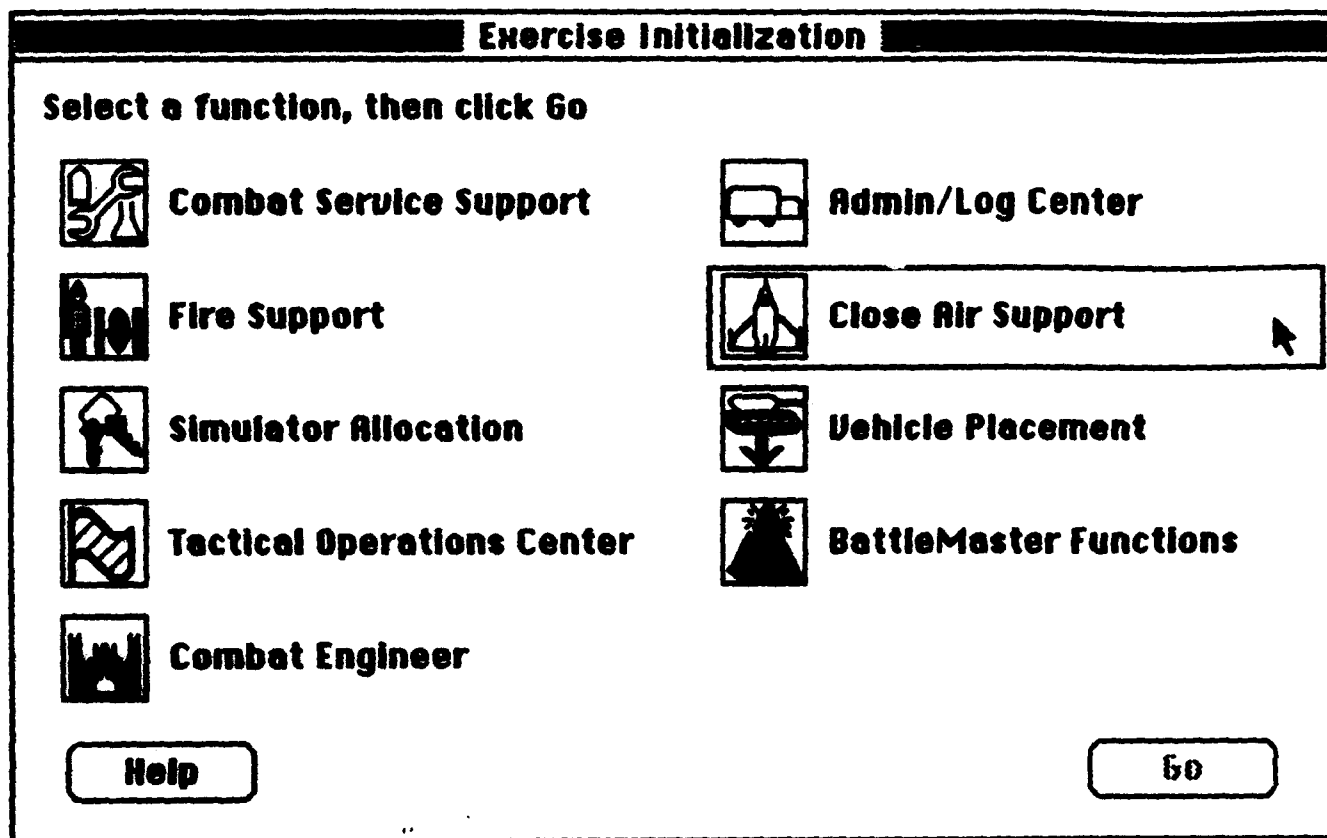 Exercise Initialization
Select a function, then click Go
Combat Service Support
Admin/Log Center
Fire Support
Close Air Support
Simulator Allocation
Vehicle Placement
Tactical Operations Center
BattleMaster Functions
Combat Engineer
Help
Go